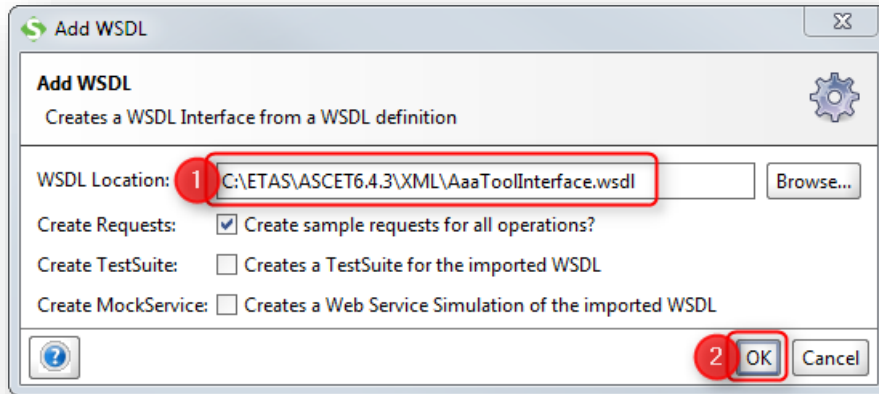 Add WSDL
Add WSDL
Creates a WSDL Interface from a WSDL definition
WSDL Location: 1 C:\ETAS\ASCET6.4.3\XML\AaaToolInterface.wsdl Browse...
Create Requests: Create sample requests for all operations?
Create TestSuite: Creates a TestSuite for the imported WSDL
Create MockService: Creates a Web Service Simulation of the imported WSDL
? 2 OK Cancel